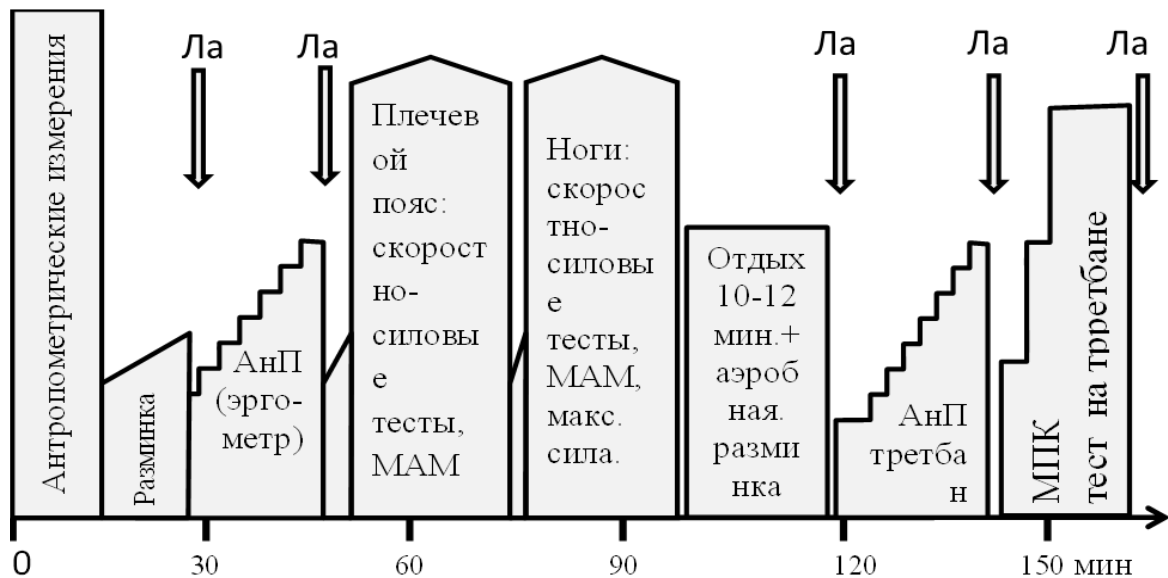 Антропометрические измерения
Разминка
Ла
АнП
(эрго-
метр)
Ла
Плечев
ой
пояс:
скорост
но-
силовы
е
тесты,
МАМ
Ноги:
скорос
тно-
силовы
е
тесты,
МАМ,
макс.
сила.
Отдых
10-12
мин.+
аэроб
ная.
разми
нка
Ла
АнП
третба
н
Ла
МПК
тест на трретбане
Ла
0
30
60
90
120
150 мин